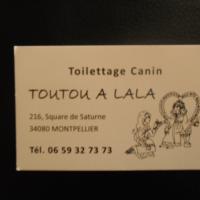 Toilettage Canin
TOUTOU A LALA
216, Square de Saturne
34080 MONTPELLIER
Tél. 06 59 32 73 73